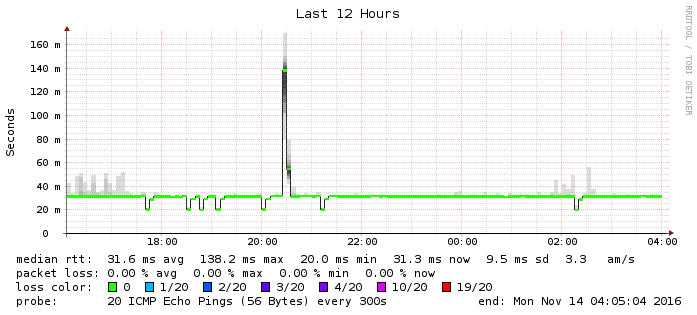 Last 12 Hours
RRDTOOL / TOBI OETIKER
Seconds
160 m
140 m
120 m
100 m
80 m
60 m
40 m
20 m
0
18:00 20:00 22:00 00:00 02:00 04:00
median rtt: 31.6 ms avg 138.2 ms max 20.0 ms min 31.3 ms now 9.5 ms sd 3.3 am/s
packet loss: 0.00 % avg 0.00 % max 0.00 % min 0.00 % now
loss color: 0 1/20 2/20 3/20 4/20 10/20 19/20
probe: 20 ICMP Echo Pings (56 Bytes) every 300s end: Mon Nov 14 04:05:04 2016